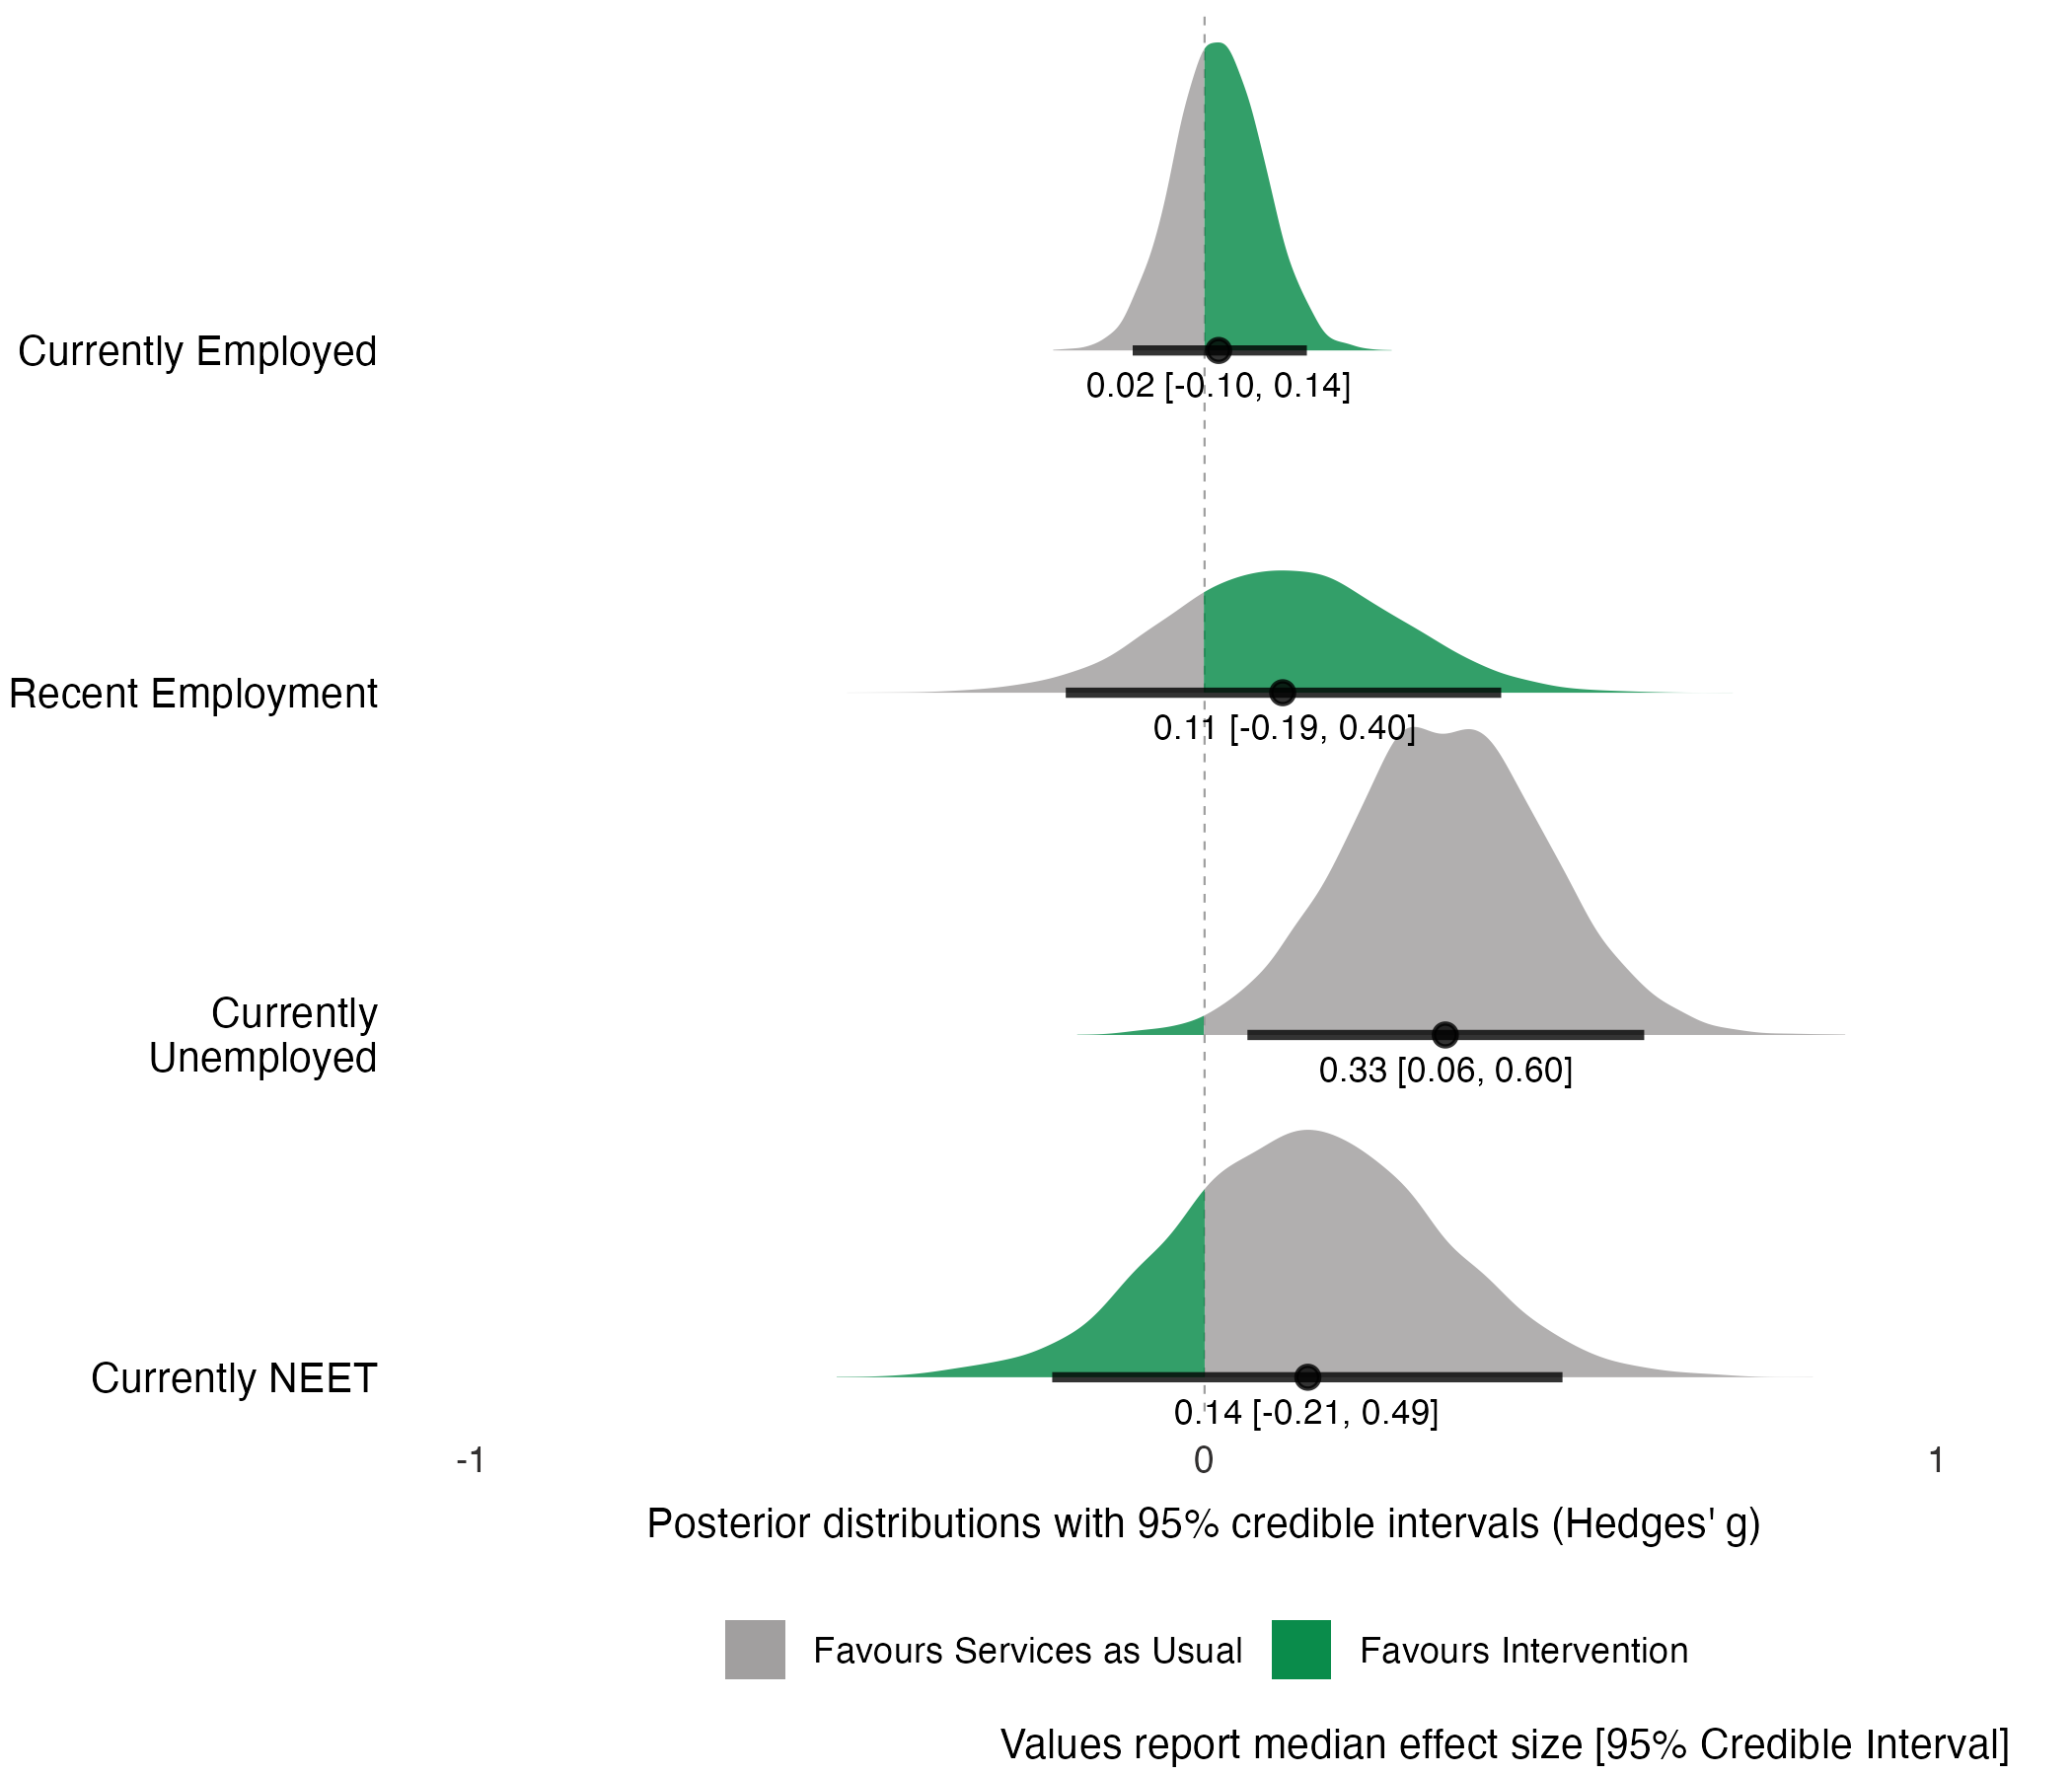 Currently Employed
0.02 [-0.10, 0.14]
Recent Employment
0.11 [-0.19, 0.40]
Currently
Unemployed
0.33 [0.06, 0.60]
Currently NEET
0.14 [-0.21, 0.49]
-1 0 1
Posterior distributions with 95% credible intervals (Hedges' g)
Favours Services as Usual Favours Intervention
Values report median effect size [95% Credible Interval]